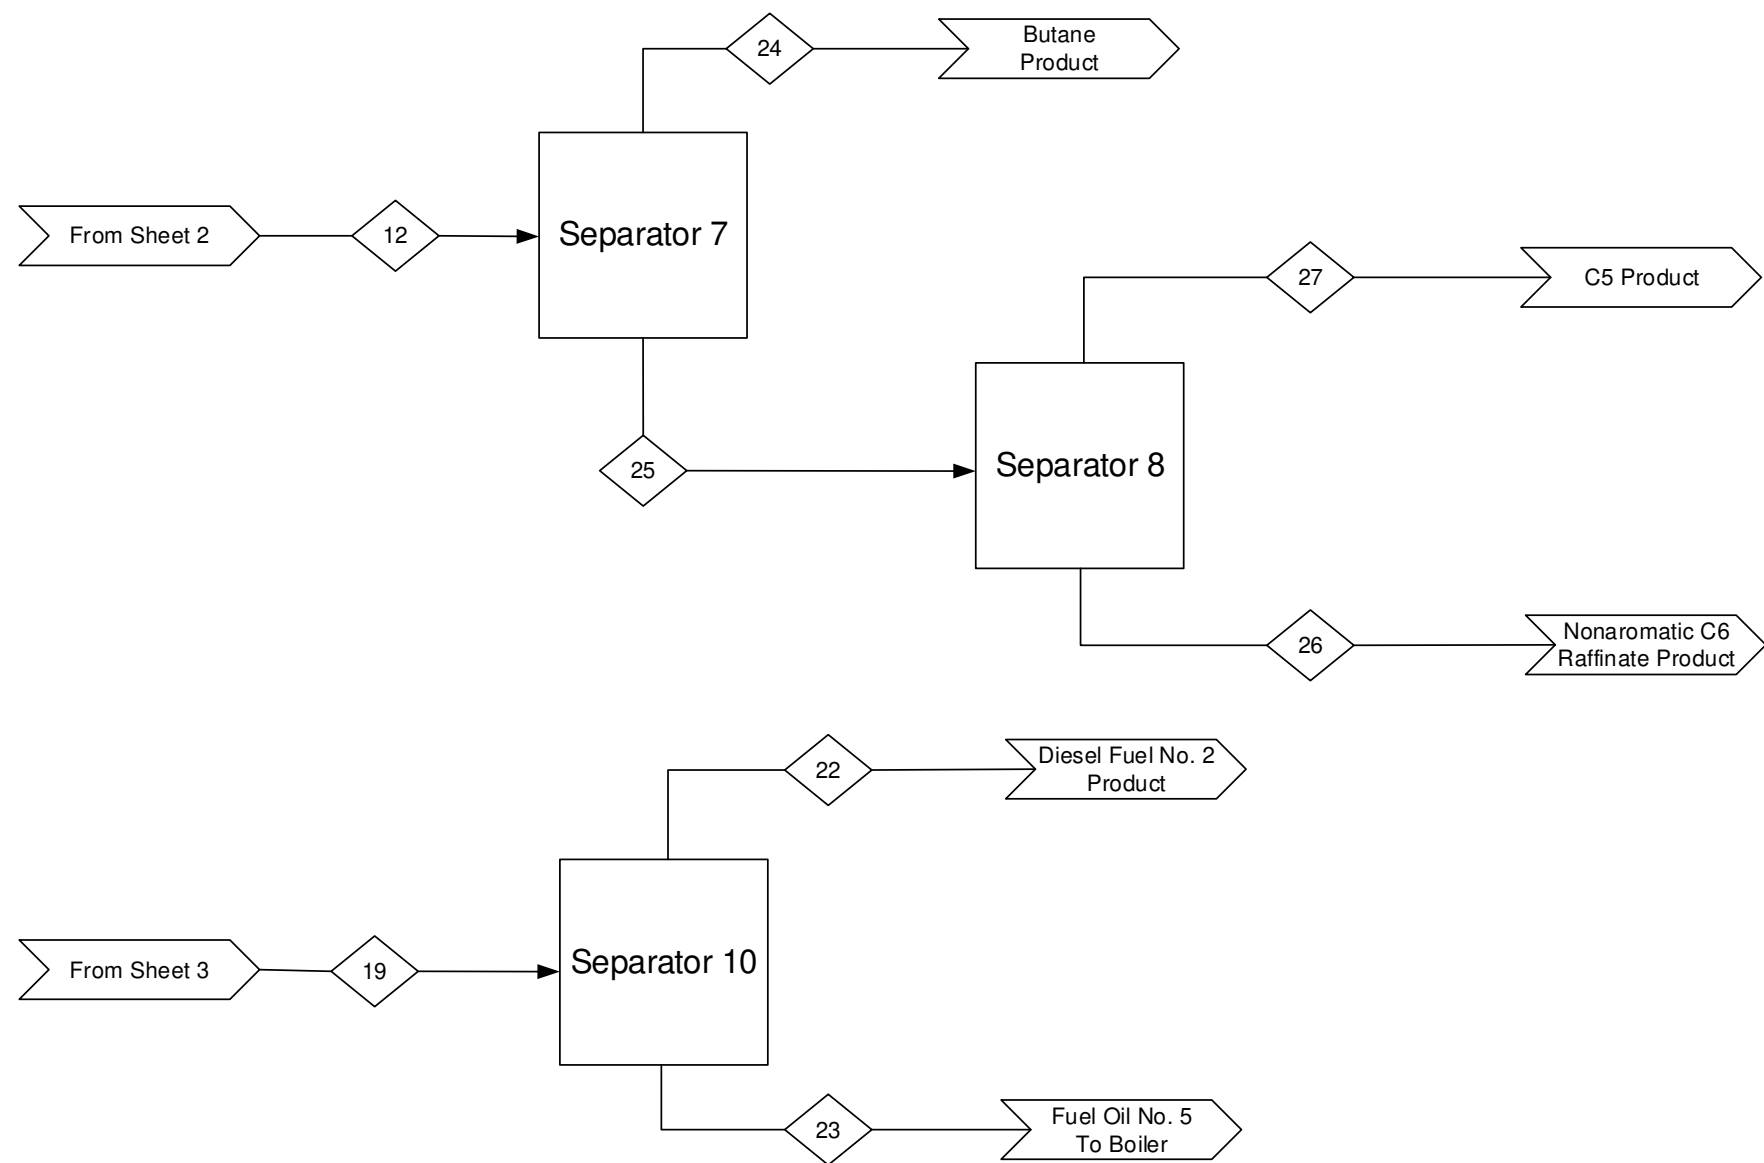 24
Butane
Product
Separator 7
From Sheet 2
12
27
C5 Product
25
Separator 8
26
Nonaromatic C6
Raffinate Product
22
Diesel Fuel No. 2
Product
Separator 10
From Sheet 3
19
23
Fuel Oil No. 5
To Boiler